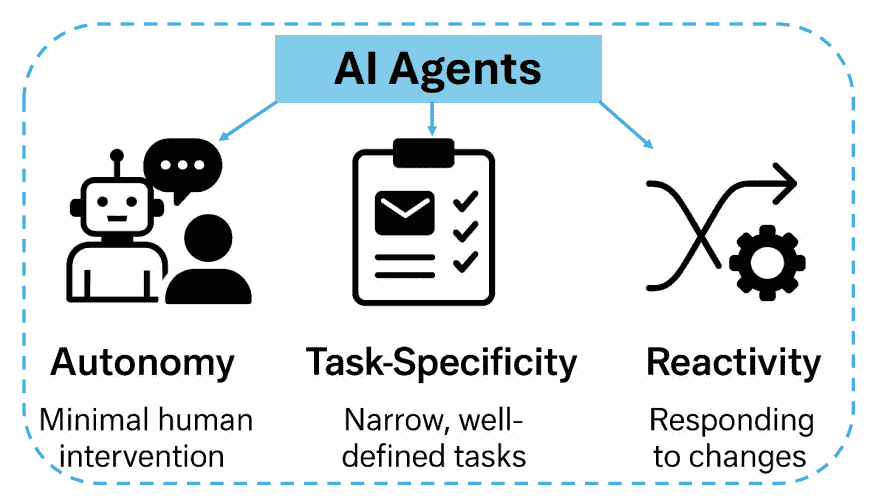 AI Agents
Autonomy
Minimal human
intervention
Task-Specificity
Narrow, well-
defined tasks
Reactivity
Responding
to changes